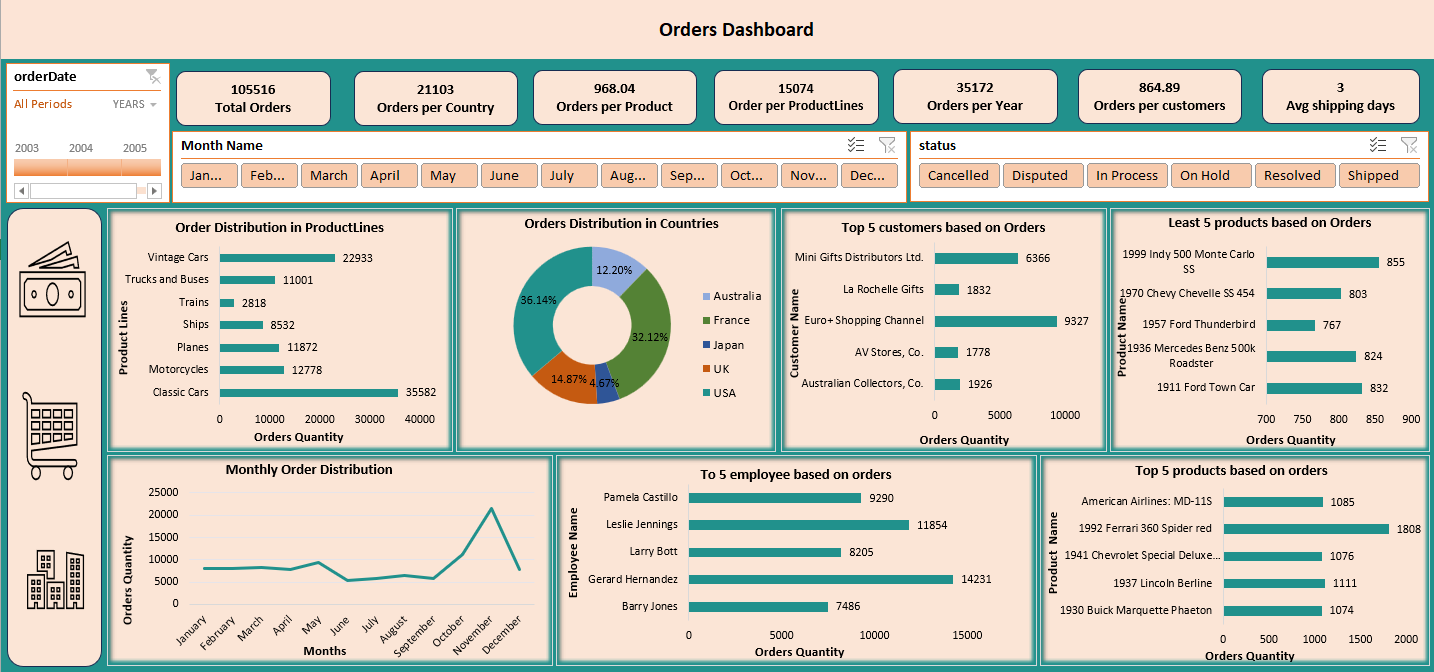 Orders Dashboard
orderDate
All Periods
YEARS
2003 2004 2005
105516
Total Orders
21103
Orders per Country
968.04
Orders per Product
15074
Order per ProductLines
35172
Orders per Year
864.89
Orders per customers
3
Avg shipping days
Month Name
Jan... Feb... March April May June July Aug... Sep... Oct... Nov... Dec...
status
Cancelled Disputed In Process On Hold Resolved Shipped
Order Distribution in ProductLines
Product Lines
Vintage Cars 22933
Trucks and Buses 11001
Trains 2818
Ships 8532
Planes 11872
Motorcycles 12778
Classic Cars 35582
0 10000 20000 30000 40000
Orders Quantity
Orders Distribution in Countries
12.20%
36.14%
32.12%
14.87%
4.67%
Australia
France
Japan
UK
USA
Top 5 customers based on Orders
Customer Name
Mini Gifts Distributors Ltd. 6366
La Rochelle Gifts 1832
Euro+ Shopping Channel 9327
AV Stores, Co. 1778
Australian Collectors, Co. 1926
0 5000 10000
Orders Quantity
Least 5 products based on Orders
Product Name
1999 Indy 500 Monte Carlo
SS
855
1970 Chevy Chevelle SS 454 803
1957 Ford Thunderbird 767
1936 Mercedes Benz 500k
Roadster
824
1911 Ford Town Car 832
700 750 800 850 900
Orders Quantity
Monthly Order Distribution
Orders Quantity
25000
20000
15000
10000
5000
0
January February March April May June July August September October November December
Months
To 5 employee based on orders
Employee Name
Pamela Castillo 9290
Leslie Jennings 11854
Larry Bott 8205
Gerard Hernandez 14231
Barry Jones 7486
0 5000 10000 15000
Orders Quantity
Top 5 products based on orders
Product Name
American Airlines: MD-11S 1085
1992 Ferrari 360 Spider red 1808
1941 Chevrolet Special Deluxe... 1076
1937 Lincoln Berline 1111
1930 Buick Marquette Phaeton 1074
0 500 1000 1500 2000
Orders Quantity